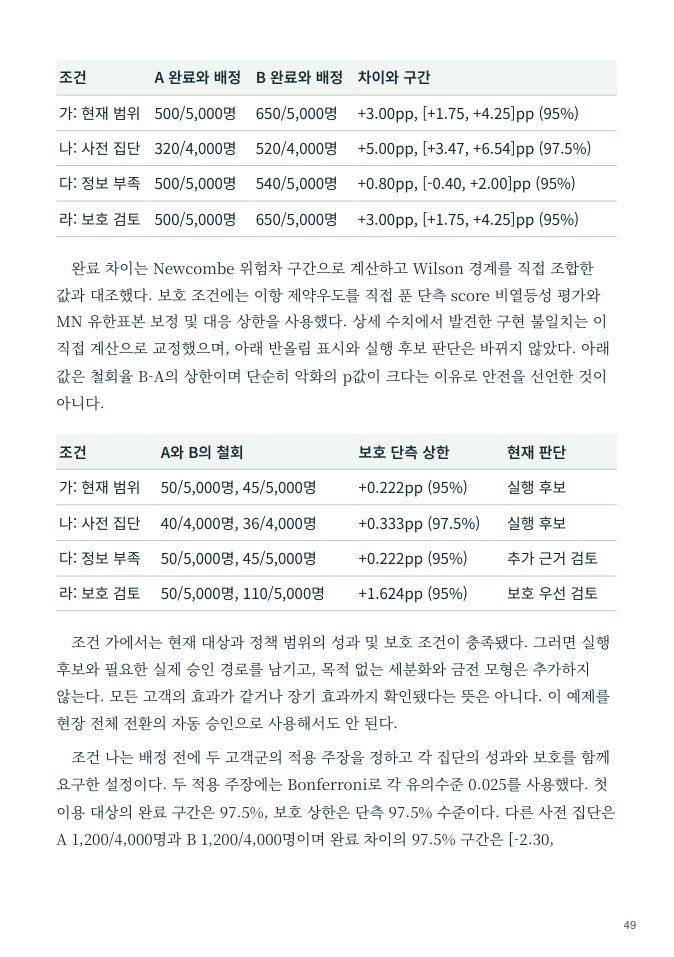 조건 A 완료와 배정 B 완료와 배정 차이와 구간
가: 현재 범위 500/5,000명 650/5,000명 +3.00pp, [+1.75, +4.25]pp (95%)
나: 사전 집단 320/4,000명 520/4,000명 +5.00pp, [+3.47, +6.54]pp (97.5%)
다: 정보 부족 500/5,000명 540/5,000명 +0.80pp, [-0.40, +2.00]pp (95%)
라: 보호 검토 500/5,000명 650/5,000명 +3.00pp, [+1.75, +4.25]pp (95%)
완료 차이는 Newcombe 위험차 구간으로 계산하고 Wilson 경계를 직접 조합한
값과 대조했다. 보호 조건에는 이항 제약우도를 직접 푼 단측 score 비열등성 평가와
MN 유한표본 보정 및 대응 상한을 사용했다. 상세 수치에서 발견한 구현 불일치는 이
직접 계산으로 교정했으며, 아래 반올림 표시와 실행 후보 판단은 바뀌지 않았다. 아래
값은 철회율 B-A의 상한이며 단순히 악화의 p값이 크다는 이유로 안전을 선언한 것이
아니다.
조건 A와 B의 철회 보호 단측 상한 현재 판단
가: 현재 범위 50/5,000명, 45/5,000명 +0.222pp (95%) 실행 후보
나: 사전 집단 40/4,000명, 36/4,000명 +0.333pp (97.5%) 실행 후보
다: 정보 부족 50/5,000명, 45/5,000명 +0.222pp (95%) 추가 근거 검토
라: 보호 검토 50/5,000명, 110/5,000명 +1.624pp (95%) 보호 우선 검토
조건 가에서는 현재 대상과 정책 범위의 성과 및 보호 조건이 충족됐다. 그러면 실행
후보와 필요한 실제 승인 경로를 남기고, 목적 없는 세분화와 금전 모형은 추가하지
않는다. 모든 고객의 효과가 같거나 장기 효과까지 확인됐다는 뜻은 아니다. 이 예제를
현장 전체 전환의 자동 승인으로 사용해서도 안 된다.
조건 나는 배정 전에 두 고객군의 적용 주장을 정하고 각 집단의 성과와 보호를 함께
요구한 설정이다. 두 적용 주장에는 Bonferroni로 각 유의수준 0.025를 사용했다. 첫
이용 대상의 완료 구간은 97.5%, 보호 상한은 단측 97.5% 수준이다. 다른 사전 집단은
A 1,200/4,000명과 B 1,200/4,000명이며 완료 차이의 97.5% 구간은 [-2.30,
49